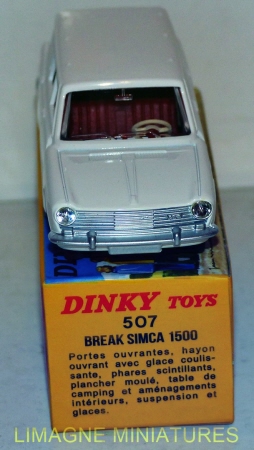 DINKY TOYS
507
BREAK SIMCA 1500
Portes ouvrantes, hayon
ouvrant avec glace coulis-
sante, phares scintillants,
plancher moulé, table de
camping et aménagements
intérieurs, suspension et
glaces.
LIMAGNE MINIATURES